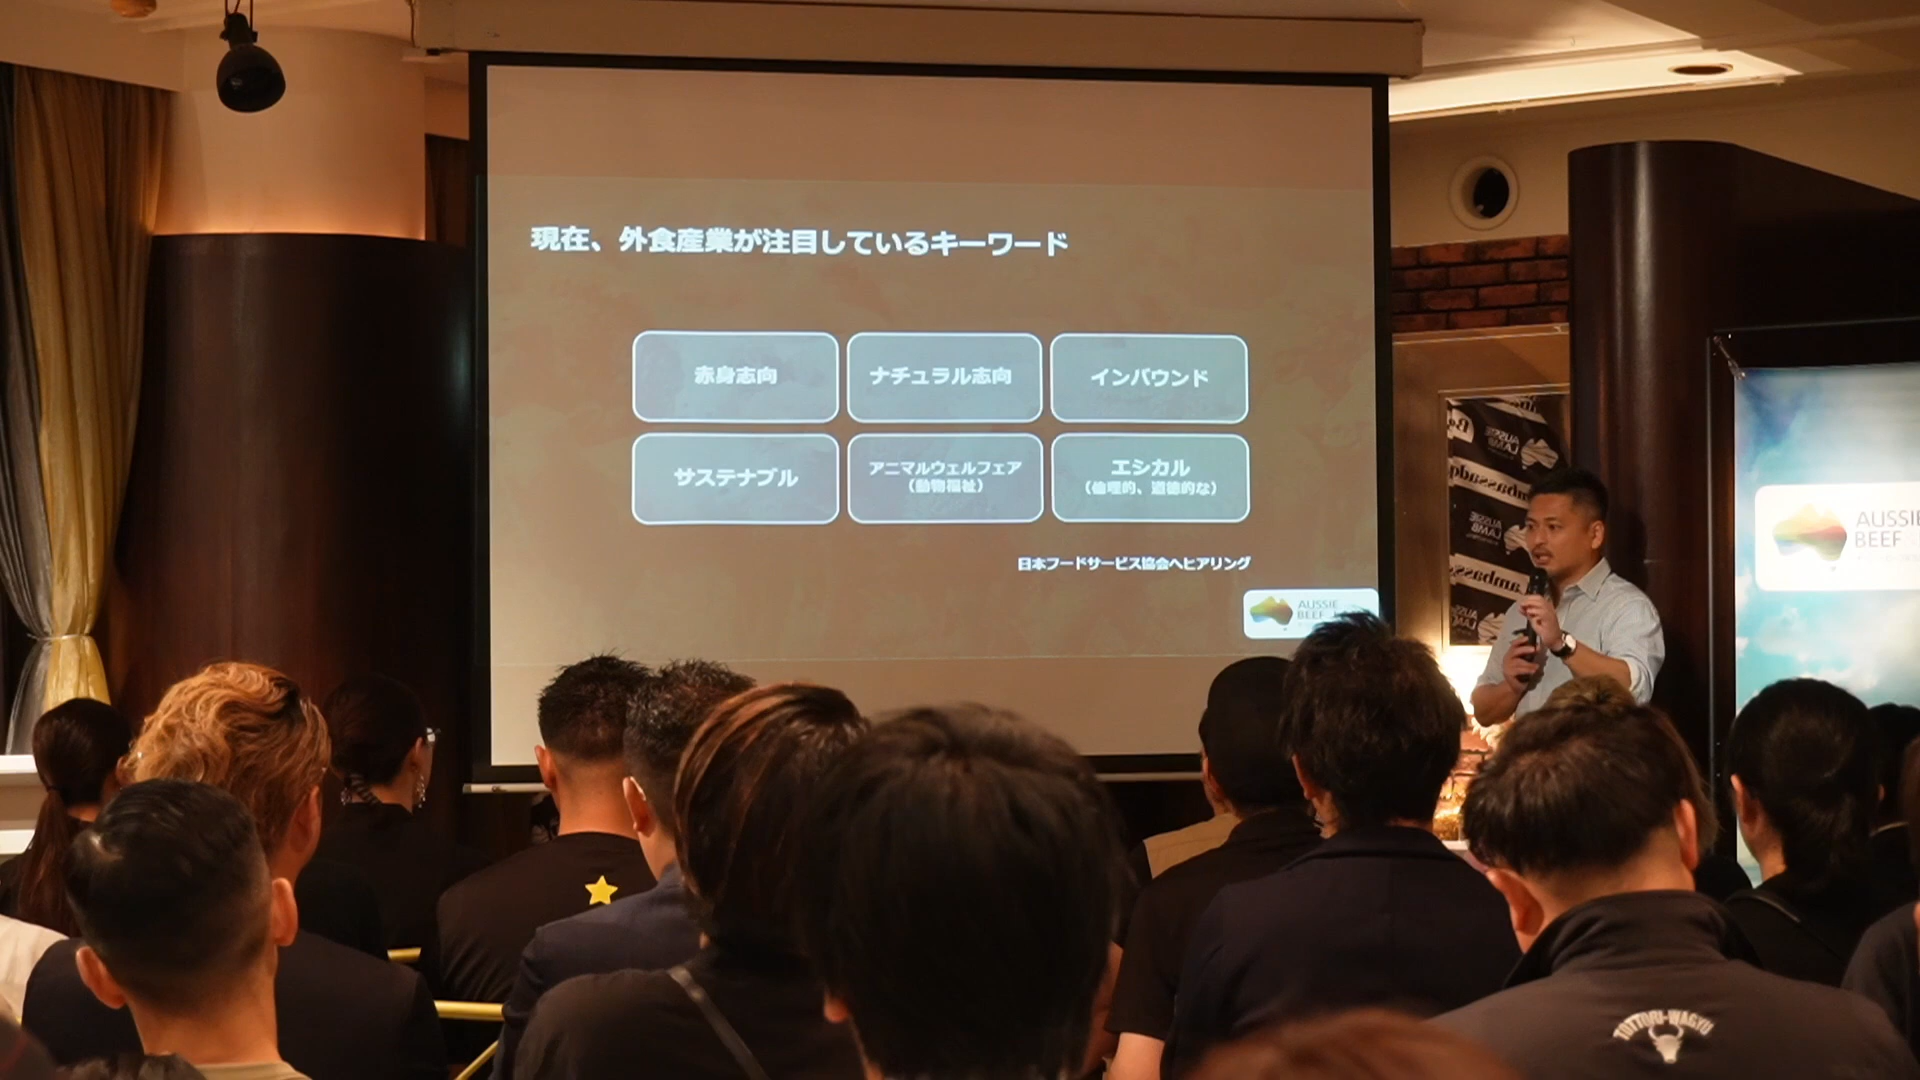 現在、外食産業が注目しているキーワード
赤身志向
ナチュラル志向
インバウンド
サステナブル
アニマルウェルフェア
(動物福祉)
エシカル
(倫理的、道徳的な)
日本フードサービス協会へヒアリング
AUSSIE
BEEF
AUSSIE
LAMB
AUSSIE
LAMB
AUSSIE
BEEF
TOTTORI-WAGYU